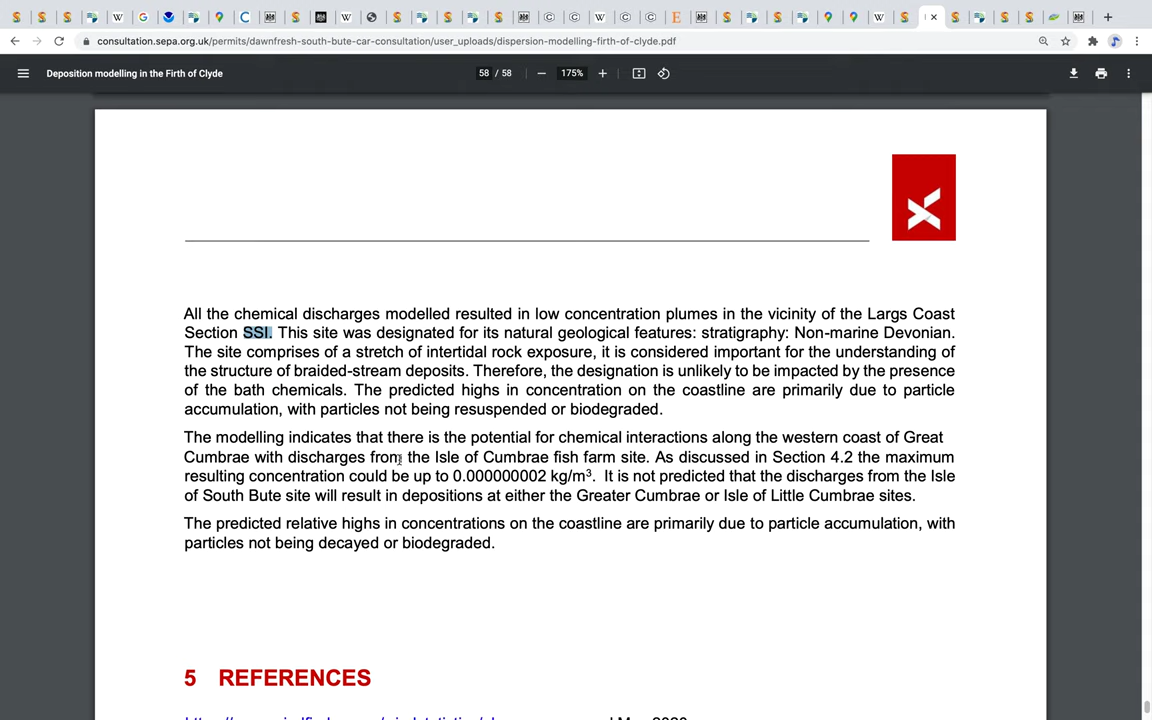 consultation.sepa.org.uk/permits/dawnfresh-south-bute-car-consultation/user_uploads/dispersion-modelling-firth-of-clyde.pdf
Deposition modelling in the Firth of Clyde 58 / 58 175%
All the chemical discharges modelled resulted in low concentration plumes in the vicinity of the Largs Coast
Section SSI. This site was designated for its natural geological features: stratigraphy: Non-marine Devonian.
The site comprises of a stretch of intertidal rock exposure, it is considered important for the understanding of
the structure of braided-stream deposits. Therefore, the designation is unlikely to be impacted by the presence
of the bath chemicals. The predicted highs in concentration on the coastline are primarily due to particle
accumulation, with particles not being resuspended or biodegraded.
The modelling indicates that there is the potential for chemical interactions along the western coast of Great
Cumbrae with discharges from the Isle of Cumbrae fish farm site. As discussed in Section 4.2 the maximum
resulting concentration could be up to 0.000000002 kg/m³. It is not predicted that the discharges from the Isle
of South Bute site will result in depositions at either the Greater Cumbrae or Isle of Little Cumbrae sites.
The predicted relative highs in concentrations on the coastline are primarily due to particle accumulation, with
particles not being decayed or biodegraded.
5 REFERENCES